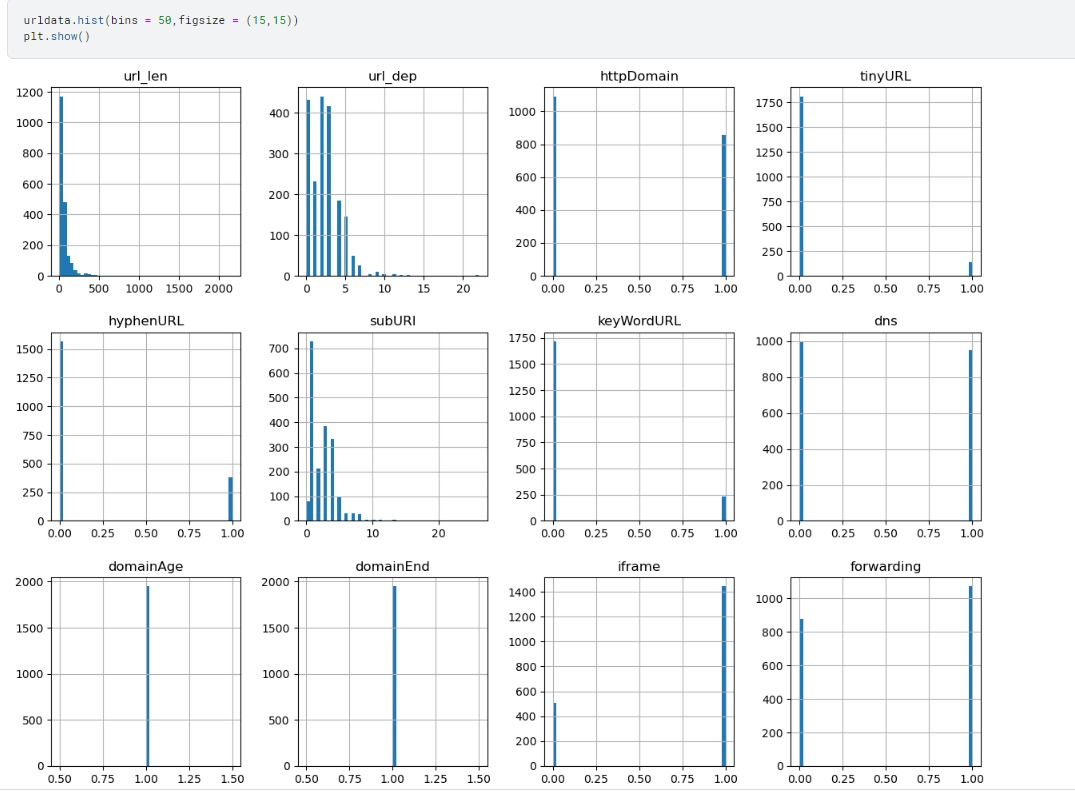 urldata.hist(bins = 50,figsize = (15,15))
plt.show()
url_len url_dep httpDomain tinyURL
1200 1000 800 600 400 200 0
0 500 1000 1500 2000
400 300 200 100 0
0 5 10 15 20
1000 800 600 400 200 0
0.00 0.25 0.50 0.75 1.00
1750 1500 1250 1000 750 500 250 0
0.00 0.25 0.50 0.75 1.00
hyphenURL subURI keyWordURL dns
1500 1250 1000 750 500 250 0
0.00 0.25 0.50 0.75 1.00
700 600 500 400 300 200 100 0
0 10 20
1750 1500 1250 1000 750 500 250 0
0.00 0.25 0.50 0.75 1.00
1000 800 600 400 200 0
0.00 0.25 0.50 0.75 1.00
domainAge domainEnd iframe forwarding
2000 1500 1000 500 0
0.50 0.75 1.00 1.25 1.50
2000 1500 1000 500 0
0.50 0.75 1.00 1.25 1.50
1400 1200 1000 800 600 400 200 0
0.00 0.25 0.50 0.75 1.00
1000 800 600 400 200 0
0.00 0.25 0.50 0.75 1.00